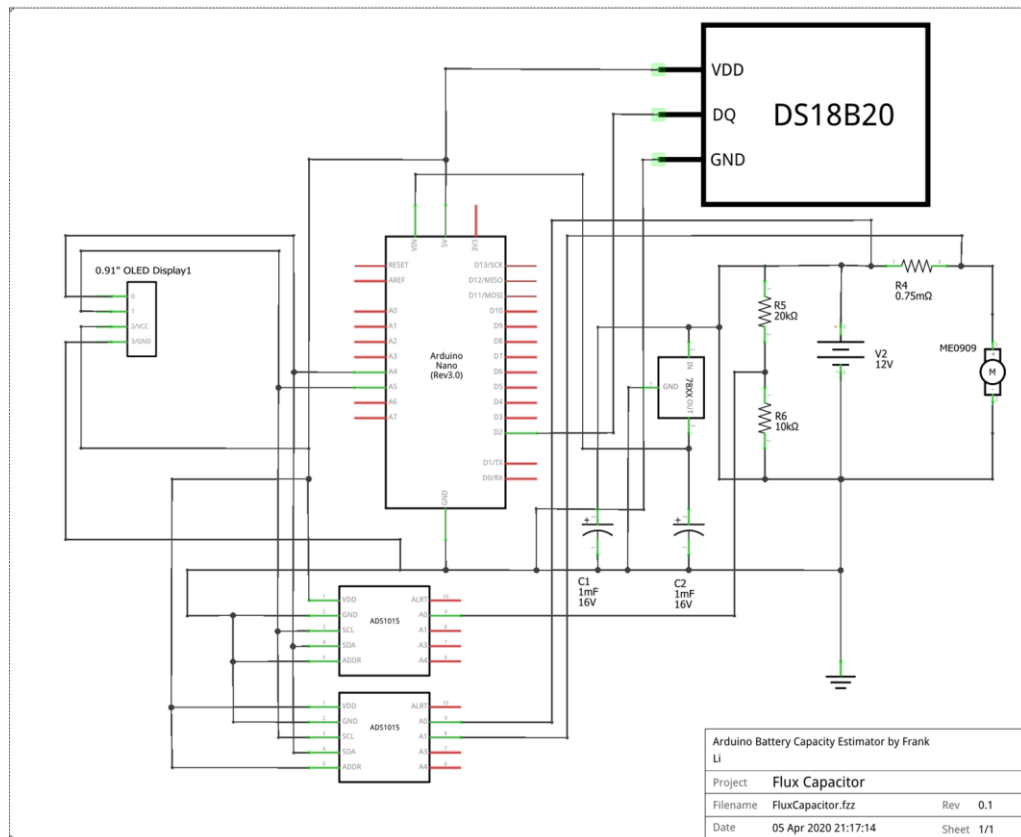 VDD
DQ
GND
DS18B20
0.91" OLED Display1
0
1
2/VCC
3/GND
VIN
5V
3V3
RESET
AREF
A0
A1
A2
A3
A4
A5
A6
A7
Arduino
Nano
(Rev3.0)
D13/SCK
D12/MISO
D11/MOSI
D10
D9
D8
D7
D6
D5
D4
D3
D2
D1/TX
D0/RX
GND
IN
GND
78XX
OUT
R5
20kΩ
R6
10kΩ
V2
12V
R4
0.75mΩ
ME0909
M
C1
1mF
16V
C2
1mF
16V
VDD
GND
SCL
SDA
ADDR
ADS1015
ALRT
A0
A1
A3
A4
VDD
GND
SCL
SDA
ADDR
ADS1015
ALRT
A0
A1
A3
A4
Arduino Battery Capacity Estimator by Frank
Li
Project Flux Capacitor
Filename FluxCapacitor.fzz Rev 0.1
Date 05 Apr 2020 21:17:14 Sheet 1/1